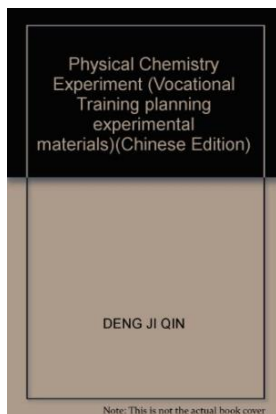 Physical Chemistry
Experiment (Vocational
Training planning
experimental
materials)(Chinese Edition)
DENG JI QIN
Note: This is not the actual book cover